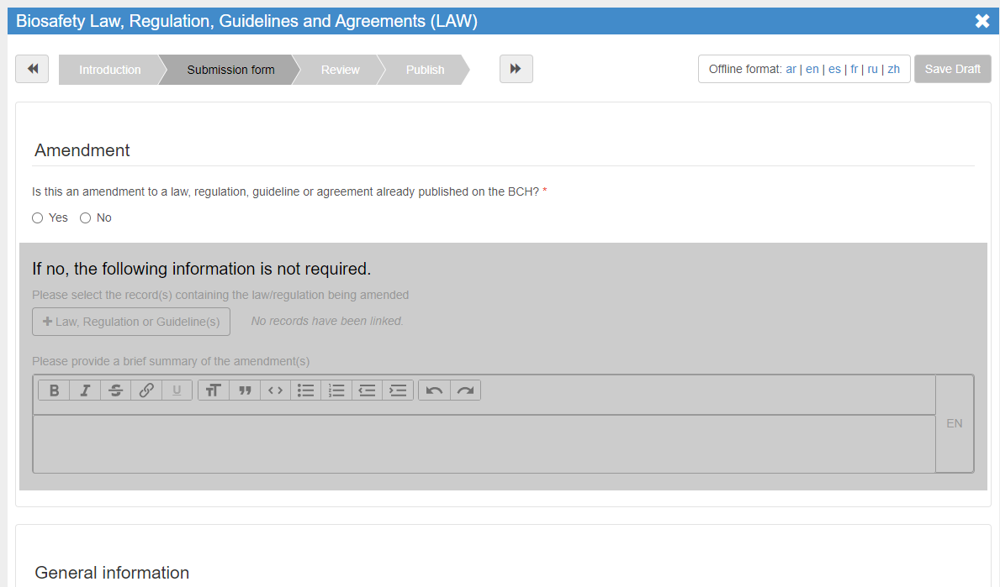 Biosafety Law, Regulation, Guidelines and Agreements (LAW)
Introduction Submission form Review Publish Offline format: ar | en | es | fr | ru | zh Save Draft
Amendment
Is this an amendment to a law, regulation, guideline or agreement already published on the BCH? *
Yes No
If no, the following information is not required.
Please select the record(s) containing the law/regulation being amended
+ Law, Regulation or Guideline(s) No records have been linked.
Please provide a brief summary of the amendment(s)
EN
General information